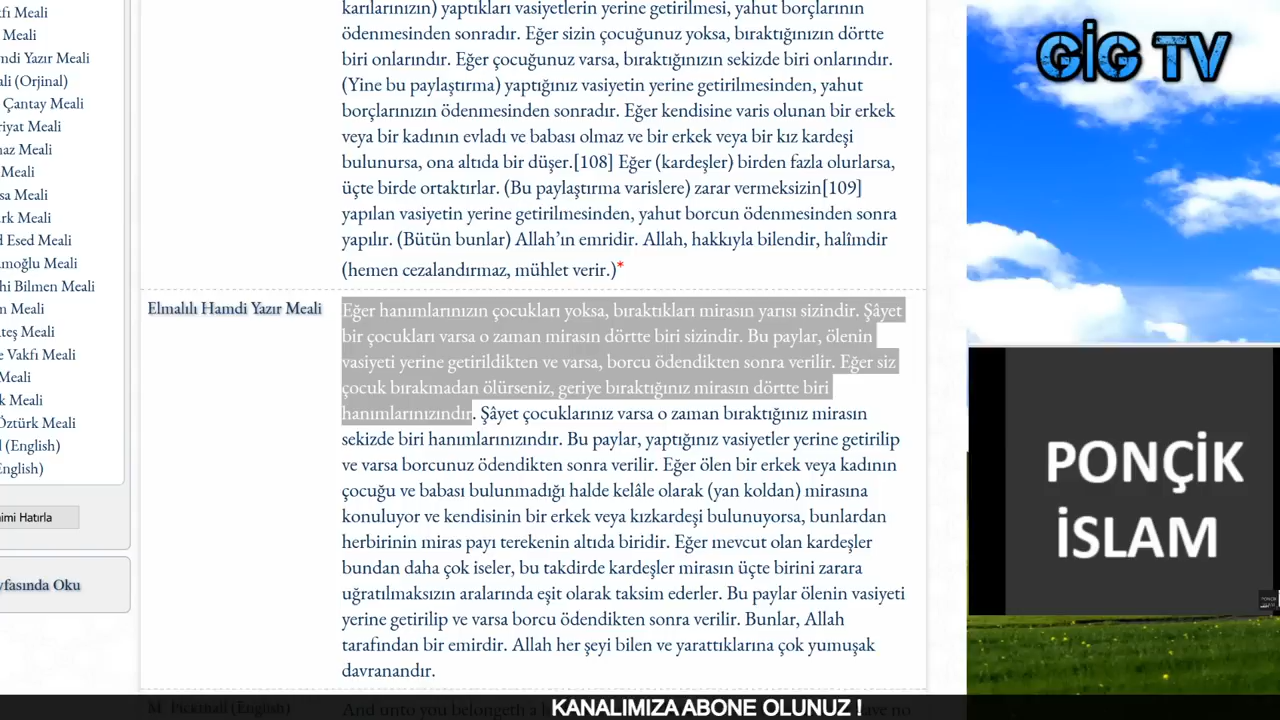 kfı Meali
Meali
mdi Yazır Meali
ali (Orjinal)
Çantay Meali
riyat Meali
maz Meali
Meali
sa Meali
ürk Meali
d Esed Meali
amoğlu Meali
hi Bilmen Meali
n Meali
teş Meali
e Vakfı Meali
Meali
k Meali
Öztürk Meali
l (English)
English)
imi Hatırla
yfasında Oku
karılarınızın) yaptıkları vasiyetlerin yerine getirilmesi, yahut borçlarının
ödenmesinden sonradır. Eğer sizin çocuğunuz yoksa, bıraktığınızın dörtte
biri onlarındır. Eğer çocuğunuz varsa, bıraktığınızın sekizde biri onlarındır.
(Yine bu paylaştırma) yaptığınız vasiyetin yerine getirilmesinden, yahut
borçlarınızın ödenmesinden sonradır. Eğer kendisine varis olunan bir erkek
veya bir kadının evladı ve babası olmaz ve bir erkek veya bir kız kardeşi
bulunursa, ona altıda bir düşer.[108] Eğer (kardeşler) birden fazla olurlarsa,
üçte birde ortaktırlar. (Bu paylaştırma varislere) zarar vermeksizin[109]
yapılan vasiyetin yerine getirilmesinden, yahut borcun ödenmesinden sonra
yapılır. (Bütün bunlar) Allah’ın emridir. Allah, hakkıyla bilendir, halîmdir
(hemen cezalandırmaz, mühlet verir.)*
Elmalılı Hamdi Yazır Meali
Eğer hanımlarınızın çocukları yoksa, bıraktıkları mirasın yarısı sizindir. Şâyet
bir çocukları varsa o zaman mirasın dörtte biri sizindir. Bu paylar, ölenin
vasiyeti yerine getirildikten ve varsa, borcu ödendikten sonra verilir. Eğer siz
çocuk bırakmadan ölürseniz, geriye bıraktığınız mirasın dörtte biri
hanımlarınızındır. Şâyet çocuklarınız varsa o zaman bıraktığınız mirasın
sekizde biri hanımlarınızındır. Bu paylar, yaptığınız vasiyetler yerine getirilip
ve varsa borcunuz ödendikten sonra verilir. Eğer ölen bir erkek veya kadının
çocuğu ve babası bulunmadığı halde kelâle olarak (yan koldan) mirasına
konuluyor ve kendisinin bir erkek veya kızkardeşi bulunuyorsa, bunlardan
herbirinin miras payı terekenin altıda biridir. Eğer mevcut olan kardeşler
bundan daha çok iseler, bu takdirde kardeşler mirasın üçte birini zarara
uğratılmaksızın aralarında eşit olarak taksim ederler. Bu paylar ölenin vasiyeti
yerine getirilip ve varsa borcu ödendikten sonra verilir. Bunlar, Allah
tarafından bir emirdir. Allah her şeyi bilen ve yarattıklarına çok yumuşak
davranandır.
M. Pickthall (English)
And unto you belongeth a
GİG TV
PONÇİK
İSLAM
KANALIMIZA ABONE OLUNUZ !